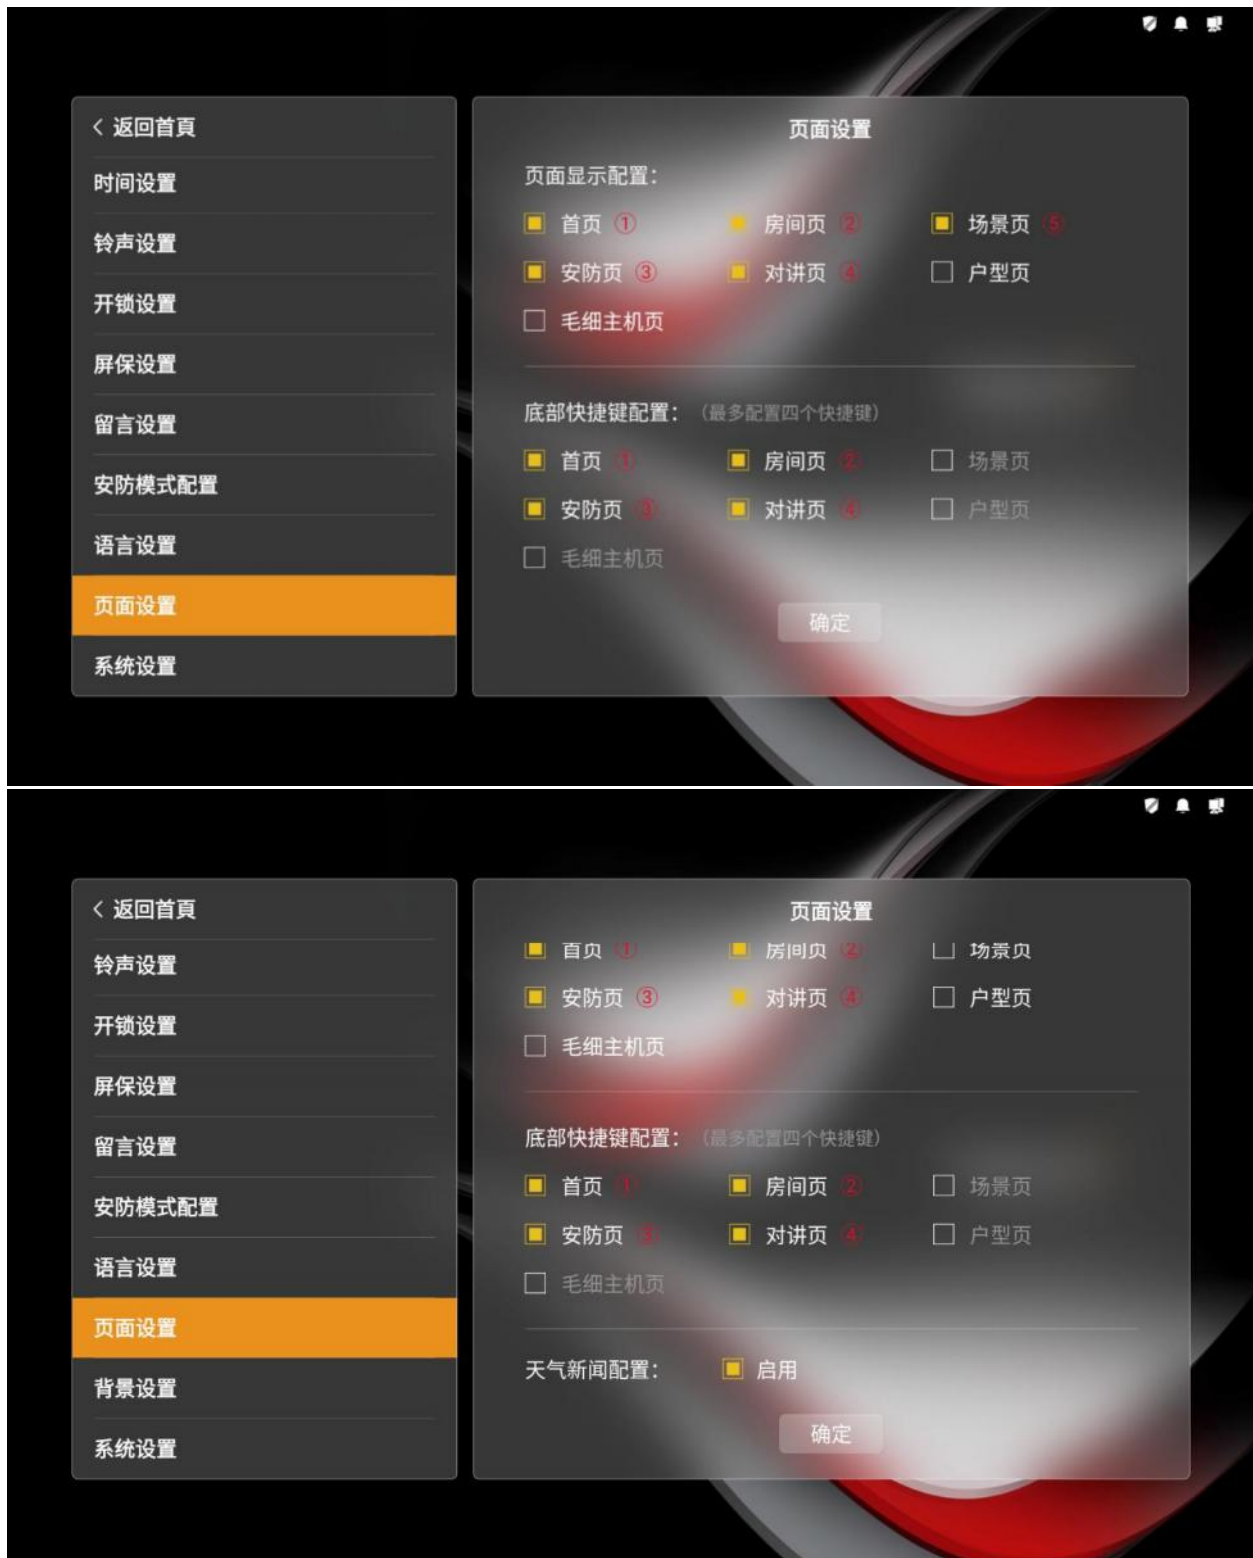 返回首頁
时间设置
铃声设置
开锁设置
屏保设置
留言设置
安防模式配置
语言设置
页面设置
系统设置
页面设置
页面显示配置：
首页 ① 房间页 ② 场景页 ⑤
安防页 ③ 对讲页 ④ 户型页
毛细主机页
底部快捷键配置： （最多配置四个快捷键）
首页 ① 房间页 ② 场景页
安防页 ③ 对讲页 ④ 户型页
毛细主机页
确定
返回首頁
铃声设置
开锁设置
屏保设置
留言设置
安防模式配置
语言设置
页面设置
背景设置
系统设置
页面设置
首页 ① 房间页 ② 场景页
安防页 ③ 对讲页 ④ 户型页
毛细主机页
底部快捷键配置： （最多配置四个快捷键）
首页 ① 房间页 ② 场景页
安防页 ③ 对讲页 ④ 户型页
毛细主机页
天气新闻配置： 启用
确定